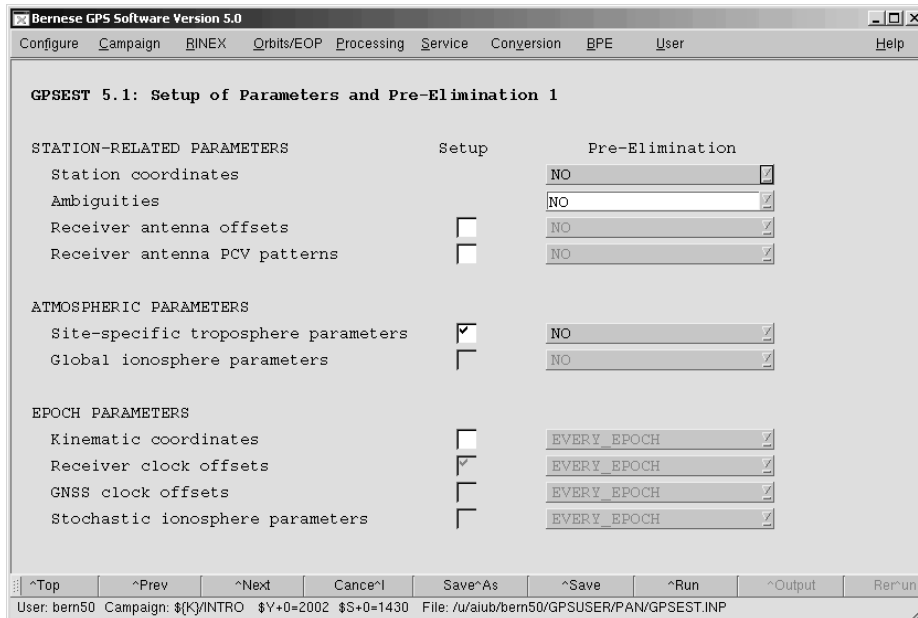 Bernese GPS Software Version 5.0
Configure Campaign RINEX Orbits/EOP Processing Service Conversion BPE User Help
GPSEST 5.1: Setup of Parameters and Pre-Elimination 1
STATION-RELATED PARAMETERS Setup Pre-Elimination
Station coordinates NO
Ambiguities NO
Receiver antenna offsets NO
Receiver antenna PCV patterns NO
ATMOSPHERIC PARAMETERS
Site-specific troposphere parameters NO
Global ionosphere parameters NO
EPOCH PARAMETERS
Kinematic coordinates EVERY_EPOCH
Receiver clock offsets EVERY_EPOCH
GNSS clock offsets EVERY_EPOCH
Stochastic ionosphere parameters EVERY_EPOCH
^Top ^Prev ^Next Cance^l Save^As ^Save ^Run ^Output Rer^un
User: bern50 Campaign: ${K}/INTRO $Y+0=2002 $S+0=1430 File: /u/aiub/bern50/GPSUSER/PAN/GPSEST.INP